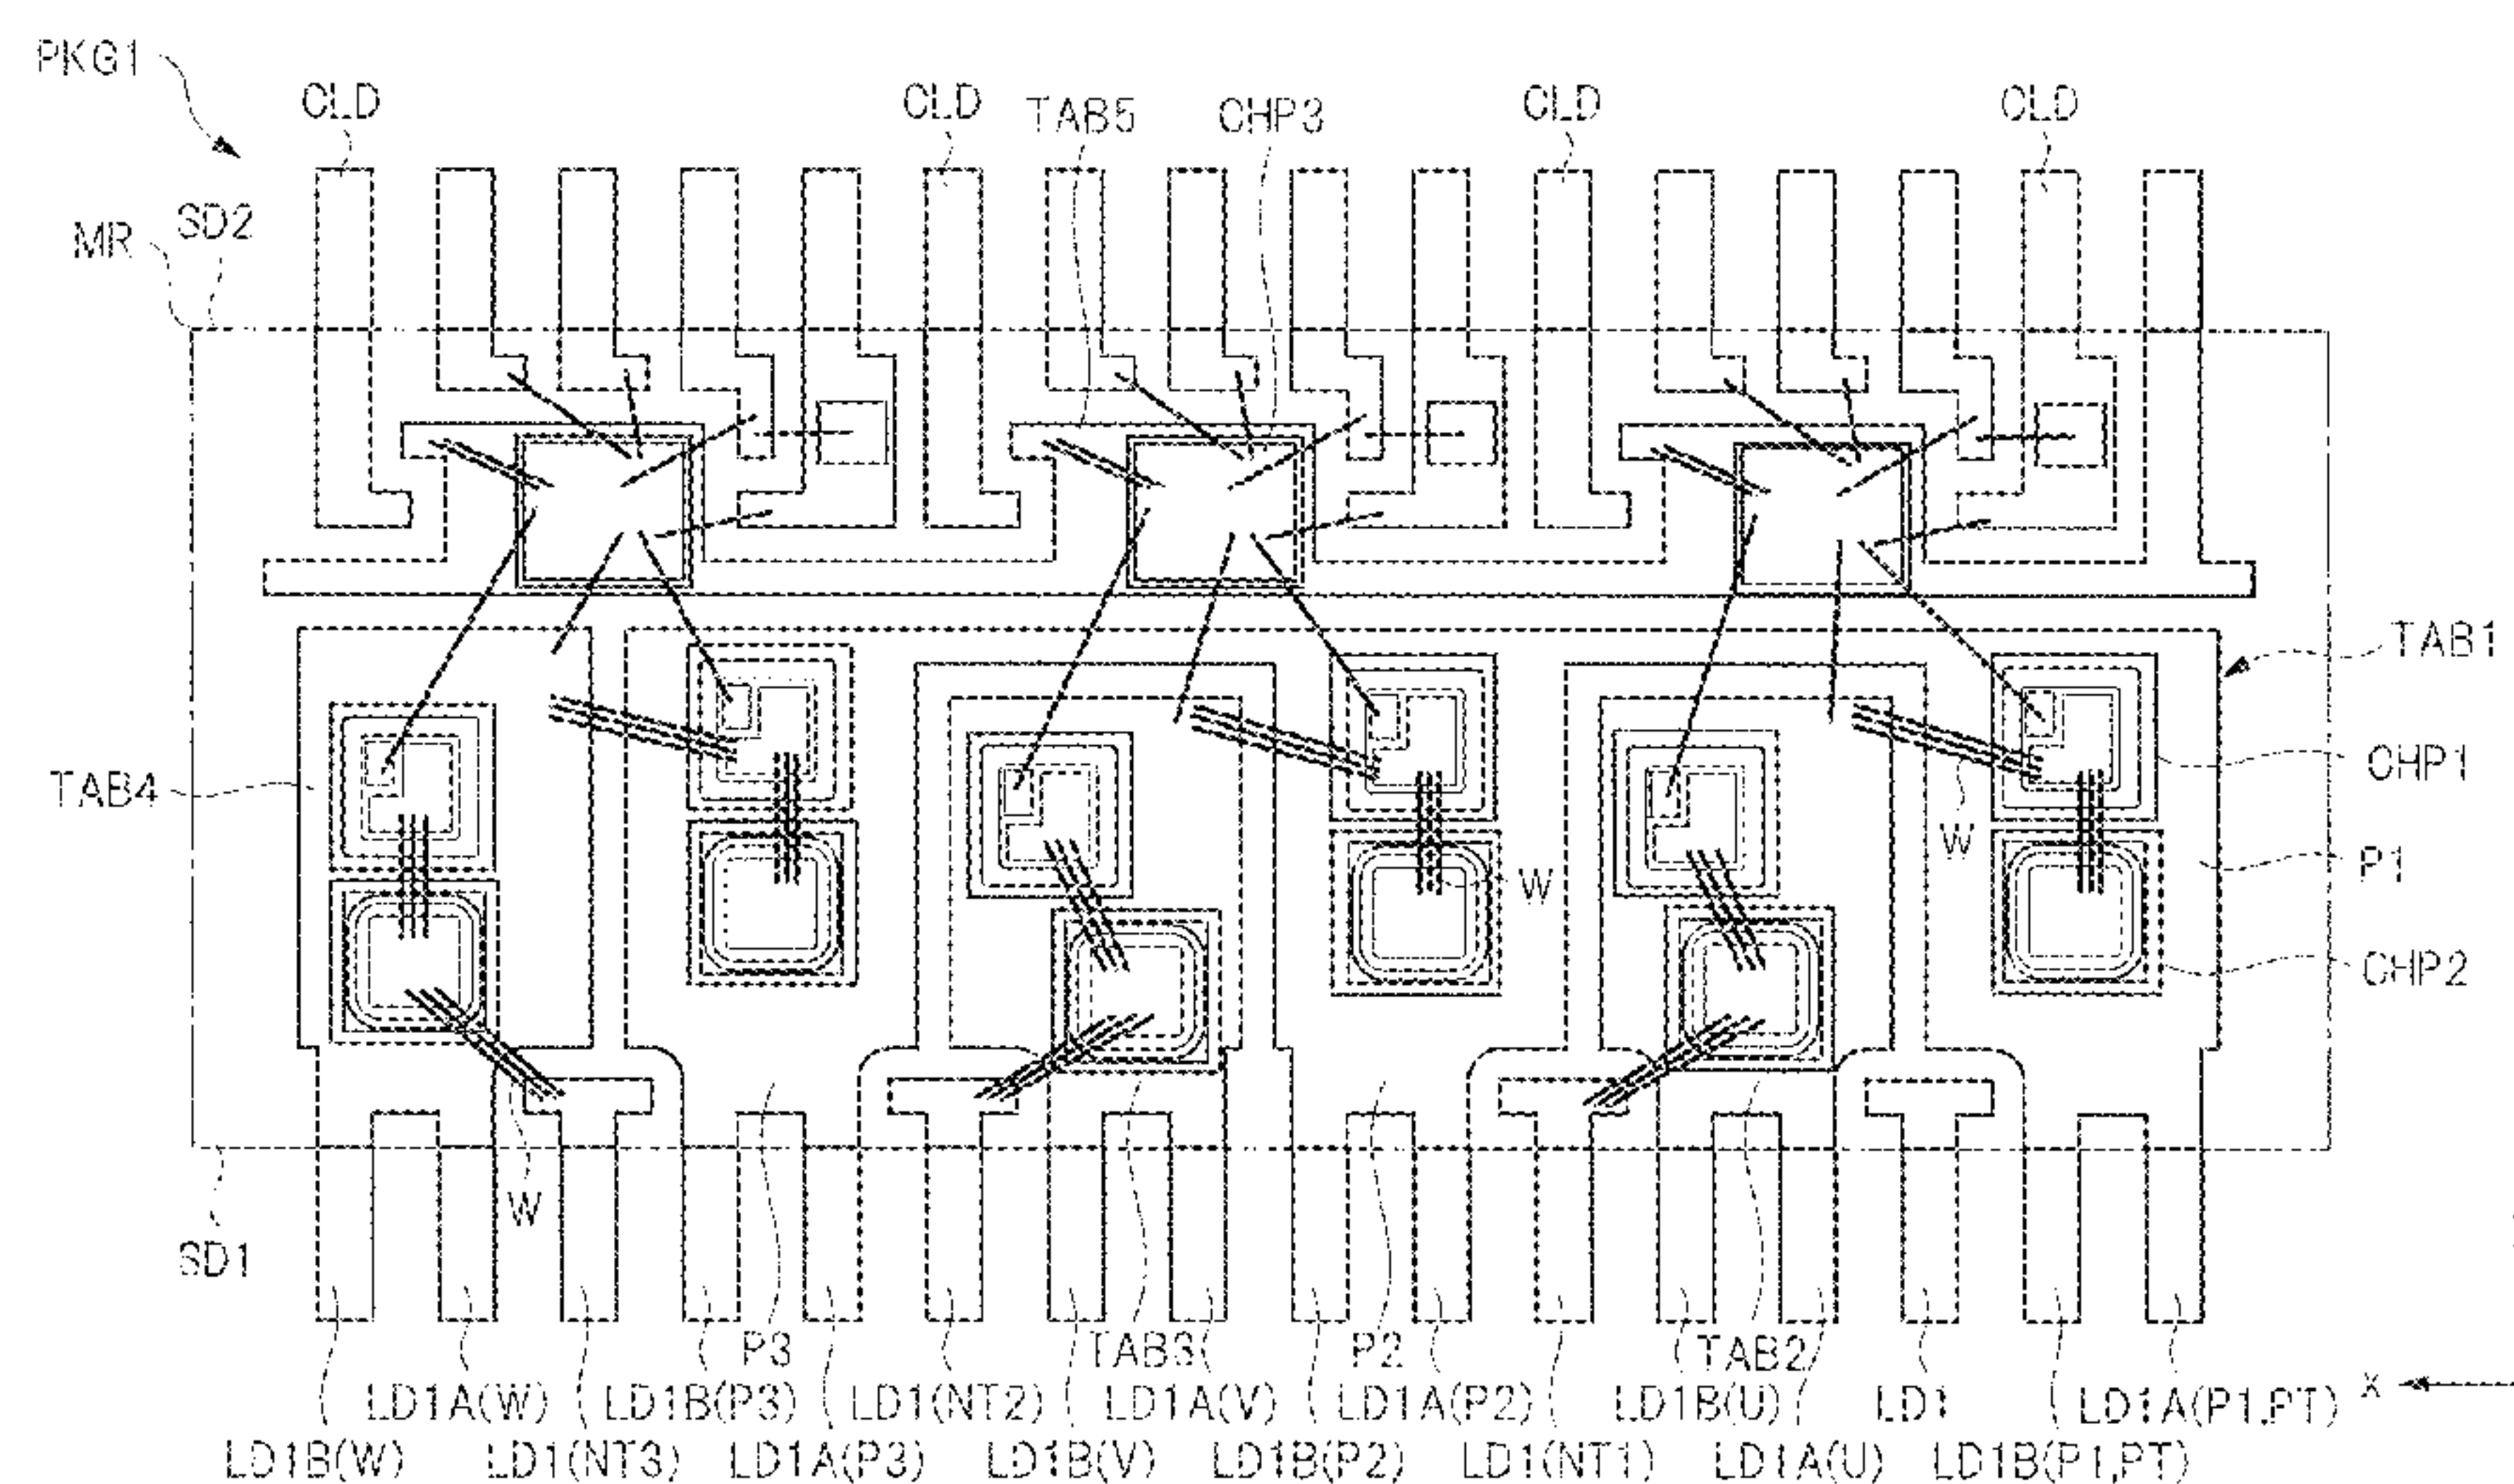 PKG1
CLD
CLD
TAB5
CHP3
CLD
CLD
SD2
MR
TAB1
TAB4
CHP1
W
W
P1
CHP2
W
SD1
P3
TAB3
P2
TAB2
LD1A(W)
LD1B(P3)
LD1(NT2)
LD1A(V)
LD1A(P2)
LD1B(U)
LD1
LD1A(P1,PT)
X
LD1B(W)
LD1(NT3)
LD1A(P3)
LD1B(V)
LD1B(P2)
LD1(NT1)
LD1A(U)
LD1B(P1,PT)